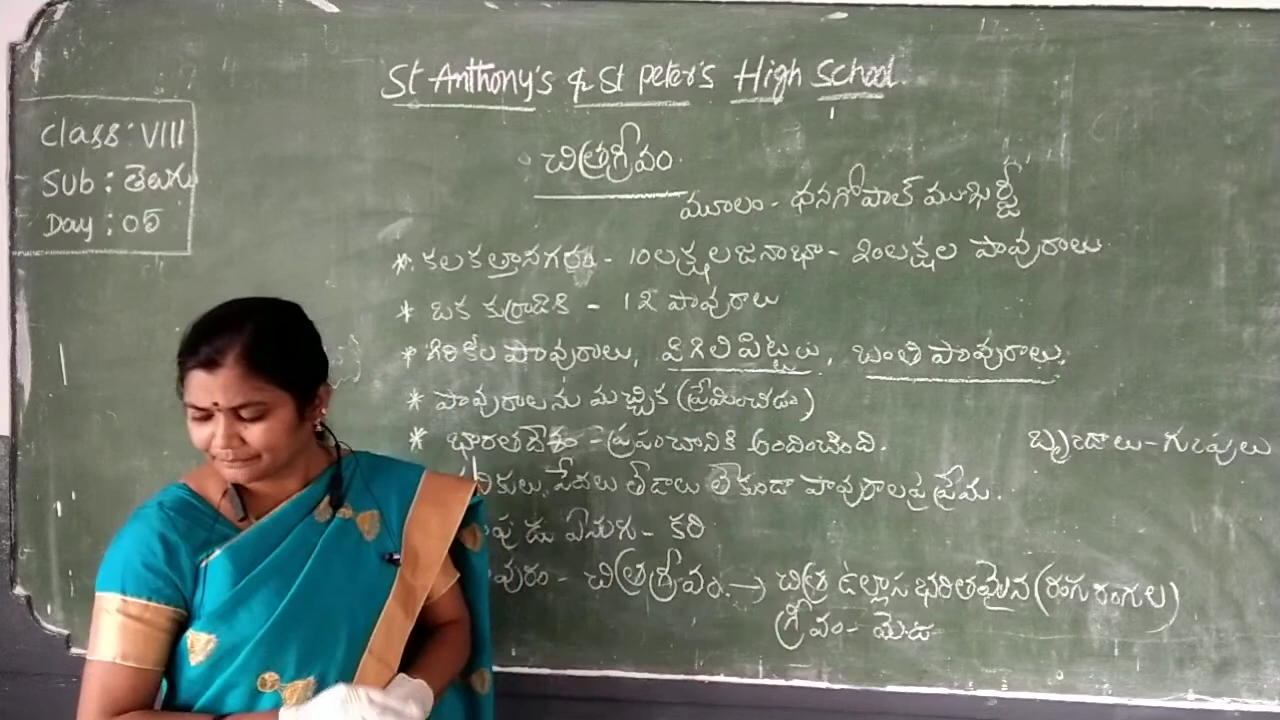 St Anthony's & St Peter's High School
Class: VIII
Sub: తెలుగు
Day: 05
చిత్రగ్రీవం
మూలం - ధనగోపాల్ ముఖర్జీ
* కలకత్తానగరం - 10లక్షలజనాభా - 20లక్షల పావురాలు
* ఒక కుర్రాడికి - 12 పావురాలు
* గిరికీల పావురాలు, పిగిలిపిట్టలు, బంతి పావురాలు,
* పావురాలను మచ్చిక (ప్రేమించడం)
* భారతదేశం - ప్రపంచానికి అందించింది.
బృందాలు - గుంపులు
నికులు, పేదలు తేడాలు లేకుండా పావురాలపై ప్రేమ.
పుడు ఏనుగు - కరి
వురం - చిత్రగ్రీవం. → చిత్ర ఉల్లాస భరితమైన (రంగురంగుల)
గ్రీవం - మెడ